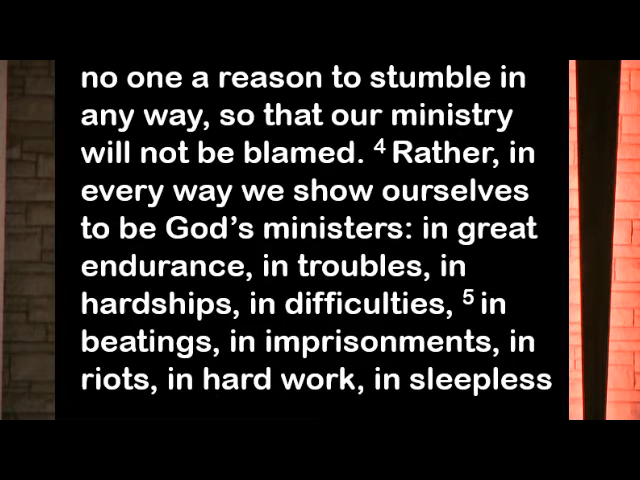 no one a reason to stumble in
any way, so that our ministry
will not be blamed. ⁴ Rather, in
every way we show ourselves
to be God’s ministers: in great
endurance, in troubles, in
hardships, in difficulties, ⁵ in
beatings, in imprisonments, in
riots, in hard work, in sleepless